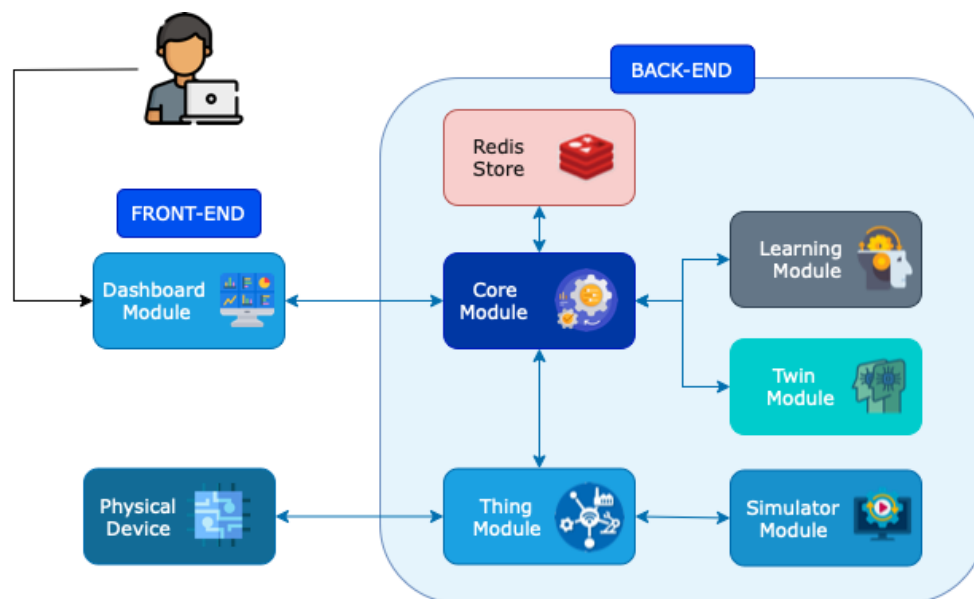 BACK-END
Redis
Store
FRONT-END
Dashboard
Module
Core
Module
Learning
Module
Twin
Module
Physical
Device
Thing
Module
Simulator
Module